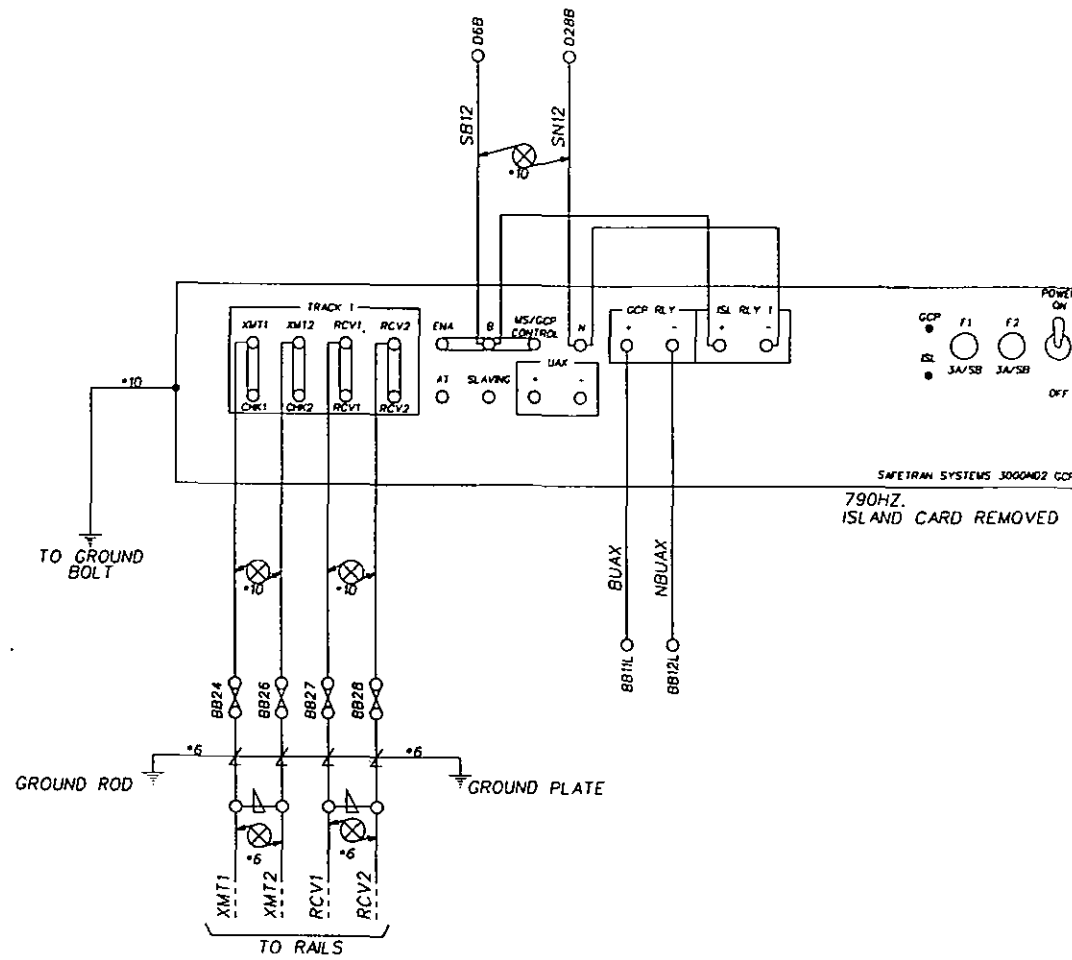 D6B
D28B
SB12
SN12
*10
TRACK 1
XMT1 XMT2 RCV1 RCV2
CHK1 CHK2 RCV1 RCV2
ENA B MS/GCP CONTROL N
AT SLAVING
UAX
+ -
GCP RLY
+ -
ISL RLY 1
+ -
GCP
ISL
F1 F2
3A/SB 3A/SB
POWER
ON
OFF
SAFETRAN SYSTEMS 3000ND2 GCP
790HZ.
ISLAND CARD REMOVED
*10
TO GROUND
BOLT
*10 *10
BUAX
NBUAX
BB11L
BB12L
BB24
BB26
BB27
BB28
*6 *6
GROUND ROD
GROUND PLATE
*6 *6
XMT1
XMT2
RCV1
RCV2
TO RAILS